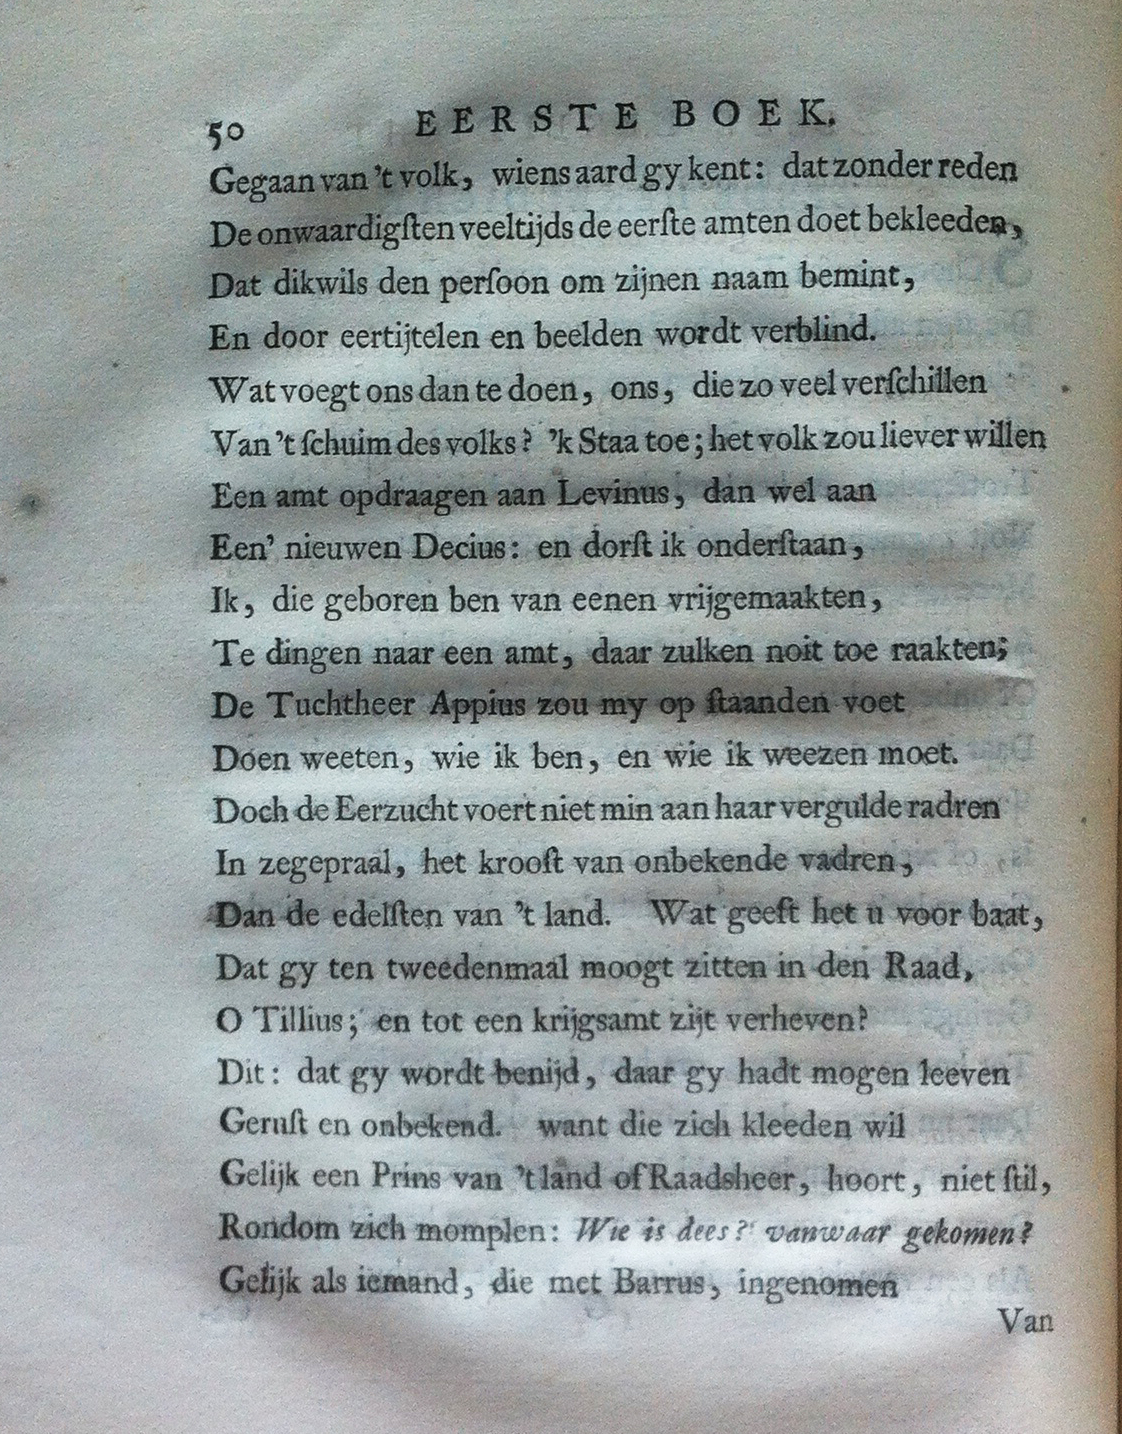 50
EERSTE BOEK.
Gegaan van 't volk, wiens aard gy kent: dat zonder reden
De onwaardigſten veeltijds de eerſte amten doet bekleeden,
Dat dikwils den perſoon om zijnen naam bemint,
En door eertijtelen en beelden wordt verblind.
Wat voegt ons dan te doen, ons, die zo veel verſchillen
Van 't ſchuim des volks? 'k Staa toe; het volk zou liever willen
Een amt opdraagen aan Levinus, dan wel aan
Een' nieuwen Decius: en dorſt ik onderſtaan,
Ik, die geboren ben van eenen vrijgemaakten,
Te dingen naar een amt, daar zulken noit toe raakten;
De Tuchtheer Appius zou my op ſtaanden voet
Doen weeten, wie ik ben, en wie ik weezen moet.
Doch de Eerzucht voert niet min aan haar vergulde radren
In zegepraal, het krooſt van onbekende vadren,
Dan de edelſten van 't land. Wat geeft het u voor baat,
Dat gy ten tweedenmaal moogt zitten in den Raad,
O Tillius; en tot een krijgsamt zijt verheven?
Dit: dat gy wordt benijd, daar gy hadt mogen leeven
Geruſt en onbekend. want die zich kleeden wil
Gelijk een Prins van 't land of Raadsheer, hoort, niet ſtil,
Rondom zich momplen: Wie is dees? vanwaar gekomen?
Gelijk als iemand, die met Barrus, ingenomen
Van